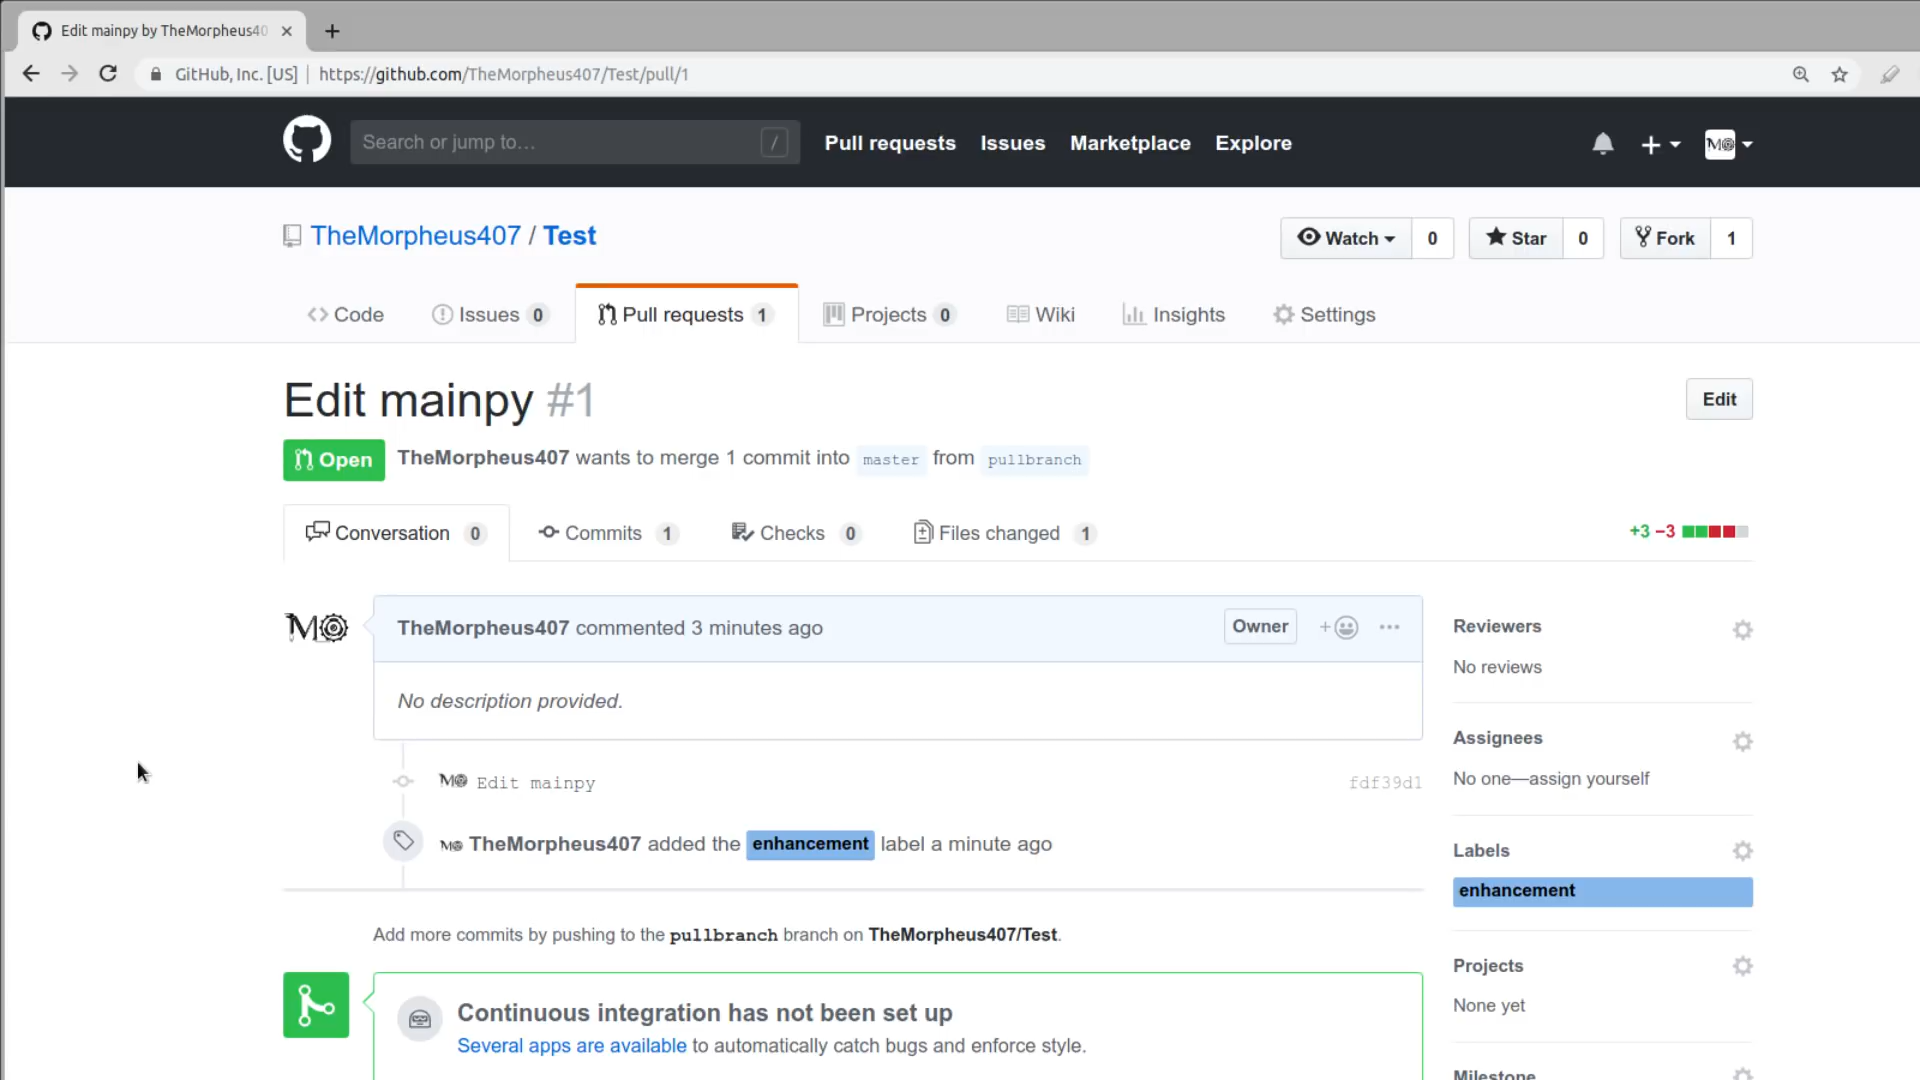 Edit mainpy by TheMorpheus40
GitHub, Inc. [US] | https://github.com/TheMorpheus407/Test/pull/1
Search or jump to… / Pull requests Issues Marketplace Explore
TheMorpheus407 / Test Watch 0 Star 0 Fork 1
Code Issues 0 Pull requests 1 Projects 0 Wiki Insights Settings
Edit mainpy #1 Edit
Open TheMorpheus407 wants to merge 1 commit into master from pullbranch
Conversation 0 Commits 1 Checks 0 Files changed 1 +3 −3
TheMorpheus407 commented 3 minutes ago Owner
No description provided.
Edit mainpy fdf39d1
TheMorpheus407 added the enhancement label a minute ago
Add more commits by pushing to the pullbranch branch on TheMorpheus407/Test.
Continuous integration has not been set up
Several apps are available to automatically catch bugs and enforce style.
Reviewers
No reviews
Assignees
No one—assign yourself
Labels
enhancement
Projects
None yet
Milestone